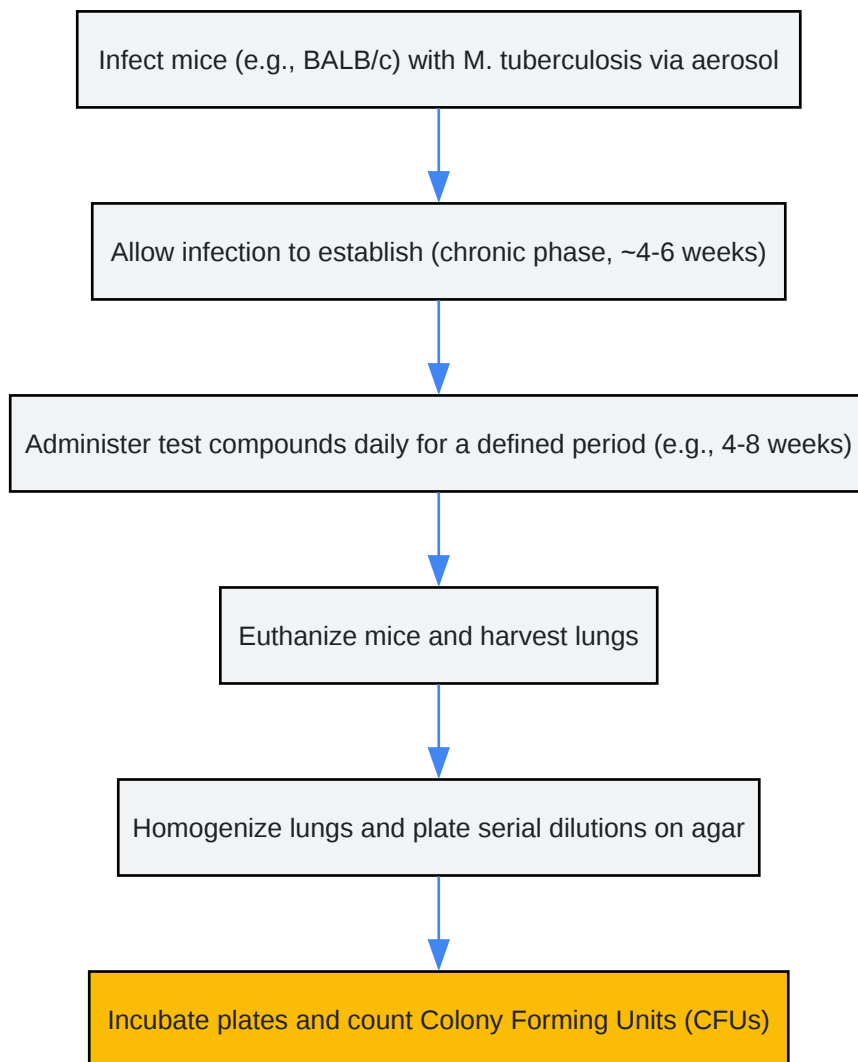 Infect mice (e.g., BALB/c) with M. tuberculosis via aerosol
Allow infection to establish (chronic phase, ~4-6 weeks)
Administer test compounds daily for a defined period (e.g., 4-8 weeks)
Euthanize mice and harvest lungs
Homogenize lungs and plate serial dilutions on agar
Incubate plates and count Colony Forming Units (CFUs)